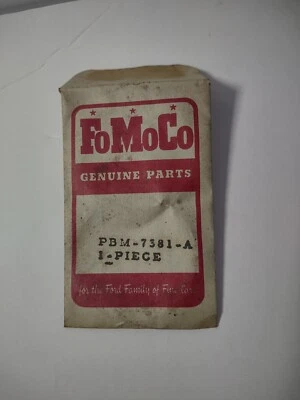 FoMoCo
GENUINE PARTS
PBM-7381-A
1-PIECE
for the Ford Family of Fine Cars